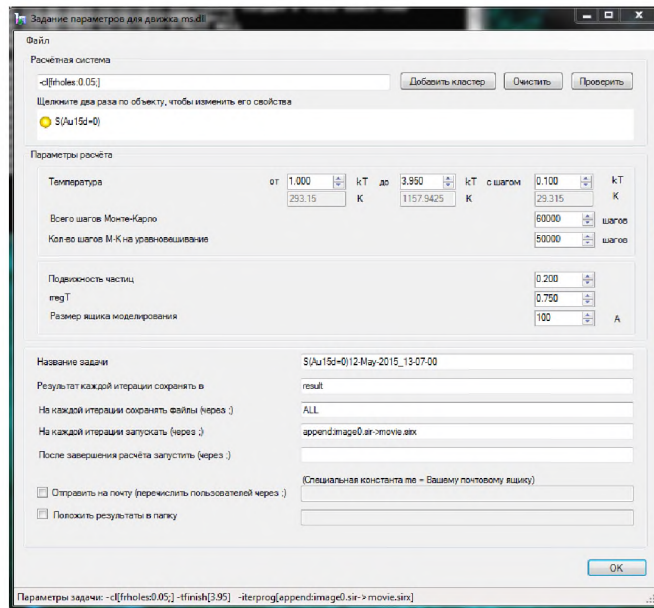 Задание параметров для движка ms.dll
Файл
Расчётная система
-cl[frholes:0.05;] Добавить кластер Очистить Проверить
Щелкните два раза по объекту, чтобы изменить его свойства
S(Au15d=0)
Параметры расчёта
Температура от 1.000 kT до 3.950 kT с шагом 0.100 kT
293.15 K 1157.9425 K 29.315 K
Всего шагов Монте-Карло 60000 шагов
Кол-во шагов М-К на уравновешивание 50000 шагов
Подвижность частиц 0.200
megT 0.750
Размер ящика моделирования 100 A
Название задачи S(Au15d=0)12-May-2015_13-07-00
Результат каждой итерации сохранять в result
На каждой итерации сохранять файлы (через ;) ALL
На каждой итерации запускать (через ;) append:image0.sir->movie.sirx
После завершения расчёта запустить (через ;)
(Специальная константа me = Вашему почтовому ящику)
Отправить на почту (перечислить пользователей через ;)
Положить результаты в папку
OK
Параметры задачи: -cl[frholes:0.05;] -tfinish[3.95] -iterprog[append:image0.sir->movie.sirx]